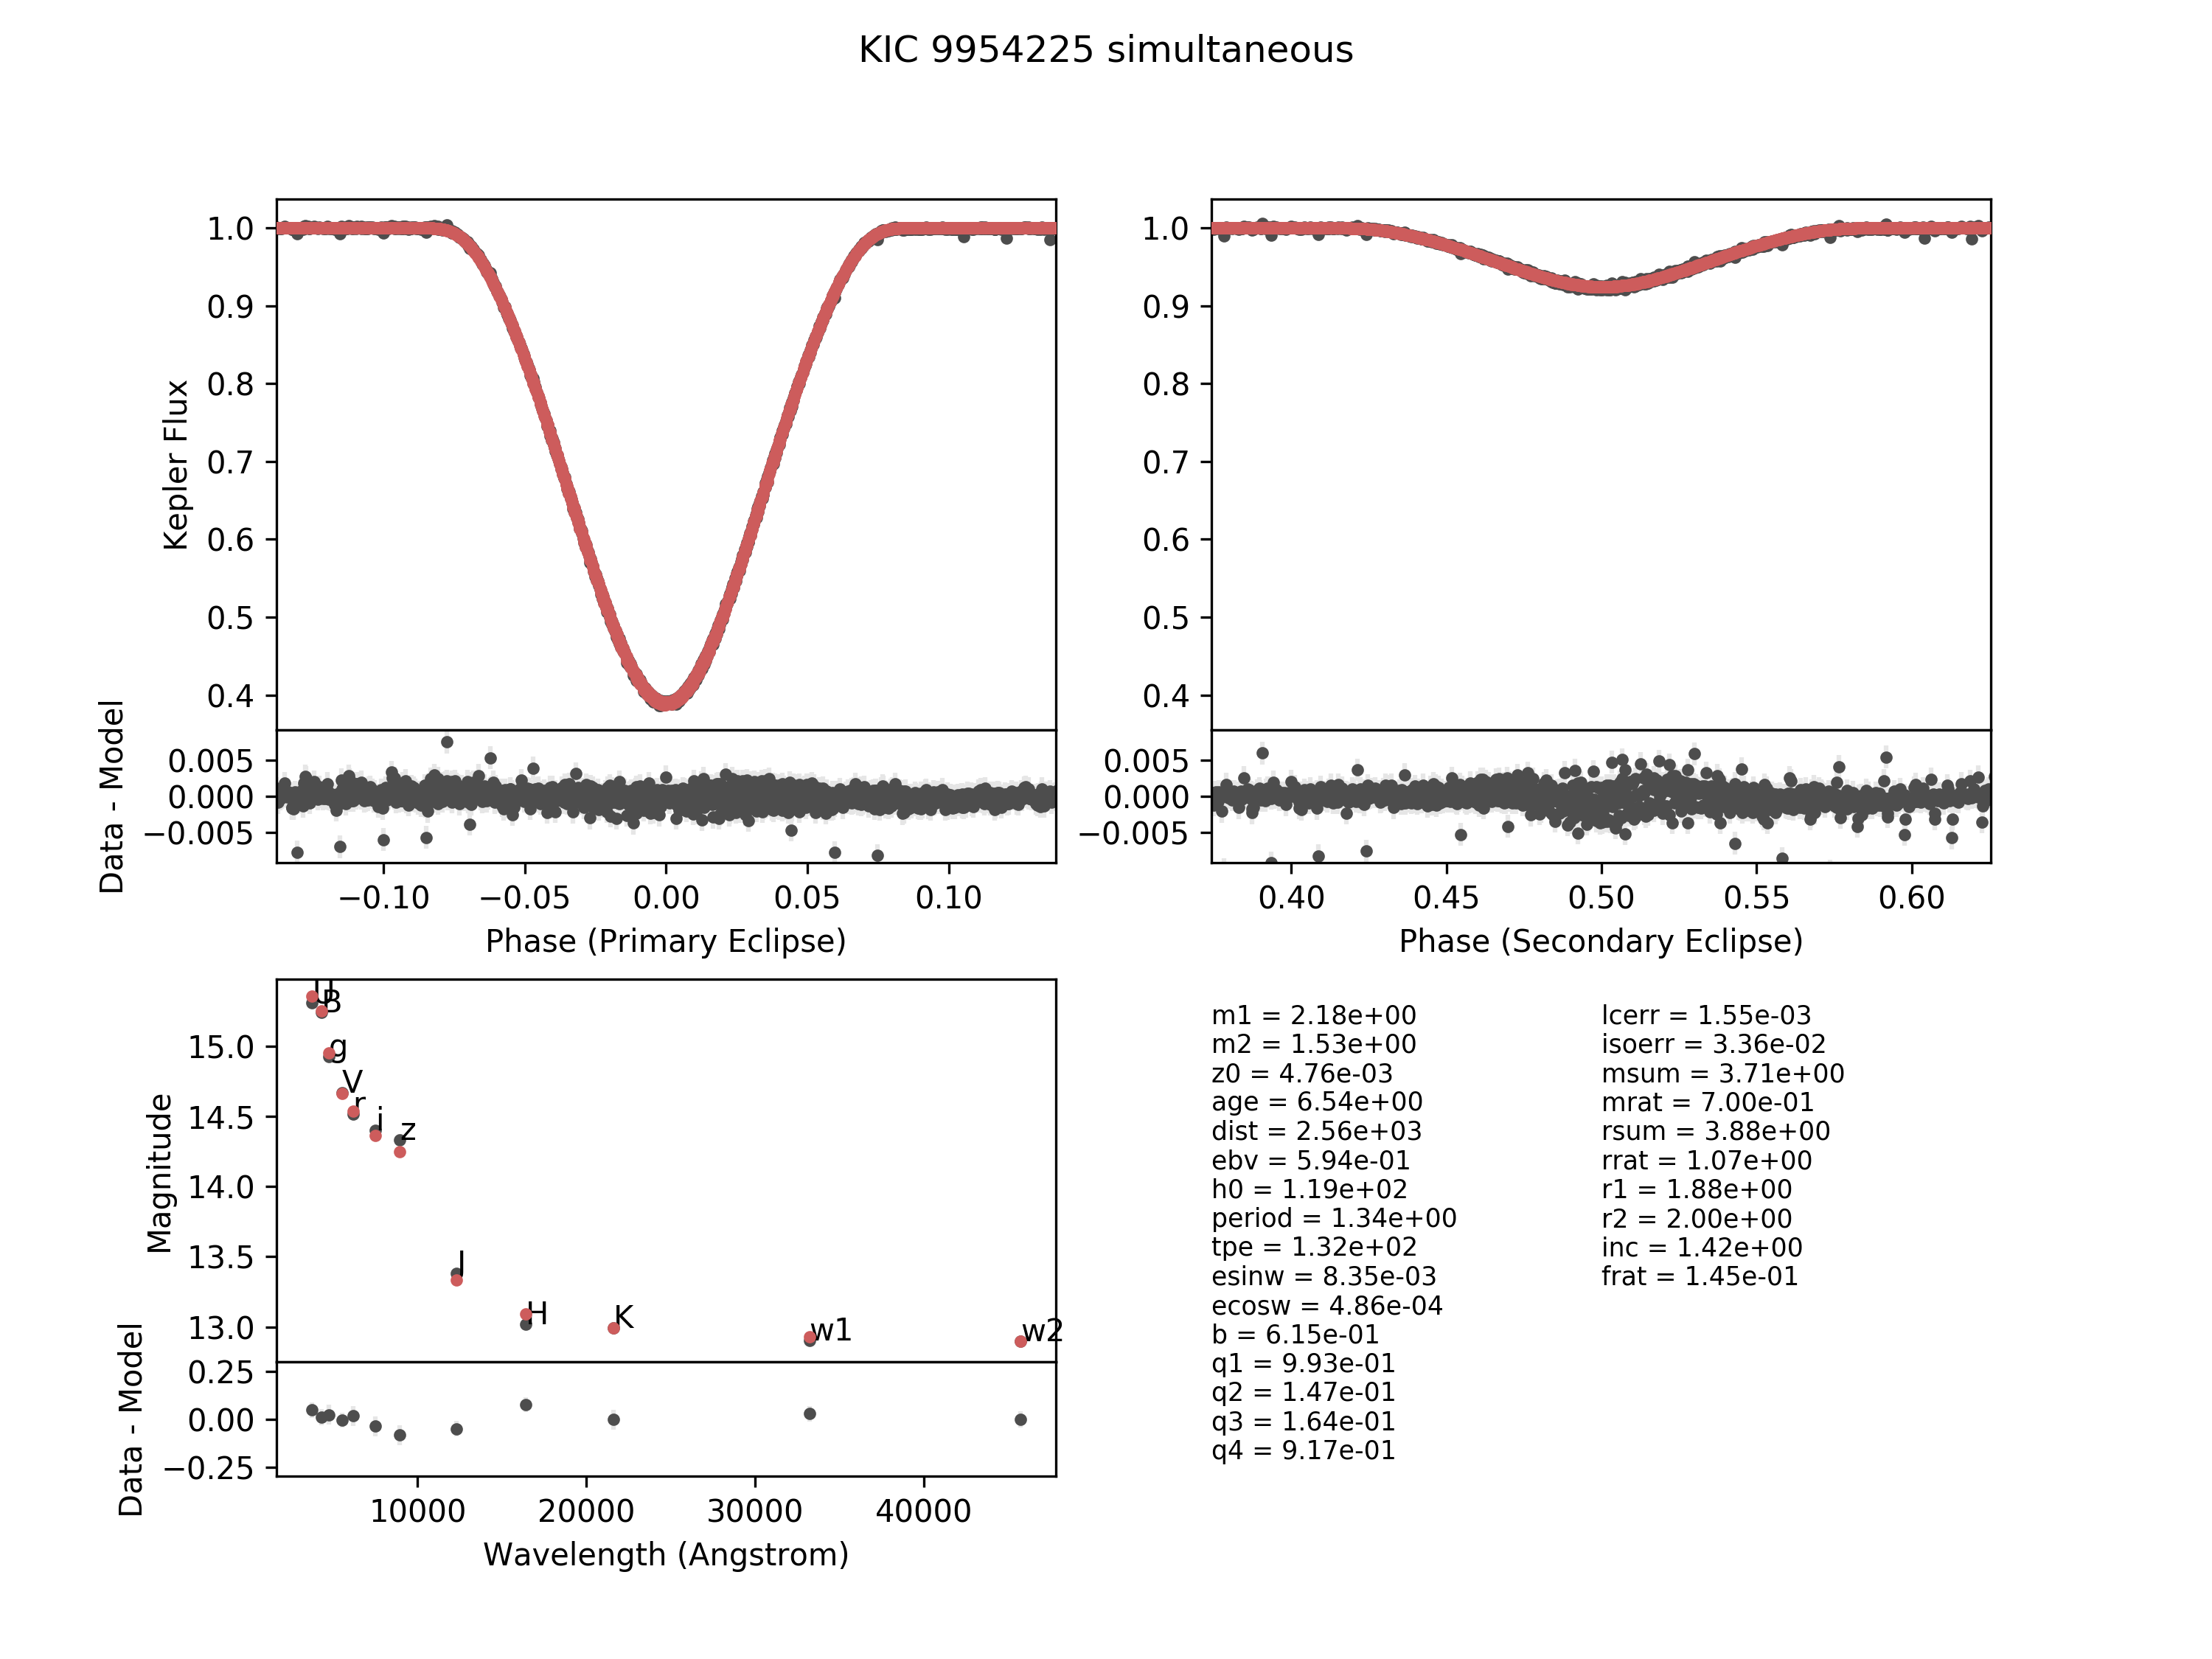 KIC 9954225 simultaneous
1.0
0.9
0.8
0.7
0.6
0.5
0.4
Kepler Flux
0.005
0.000
−0.005
Data - Model
−0.10 −0.05 0.00 0.05 0.10
Phase (Primary Eclipse)
1.0
0.9
0.8
0.7
0.6
0.5
0.4
0.005
0.000
−0.005
0.40 0.45 0.50 0.55 0.60
Phase (Secondary Eclipse)
15.0
14.5
14.0
13.5
13.0
Magnitude
U
B
g
V
r
i
z
J
H
K
w1
w2
0.25
0.00
−0.25
Data - Model
10000 20000 30000 40000
Wavelength (Angstrom)
m1 = 2.18e+00
m2 = 1.53e+00
z0 = 4.76e-03
age = 6.54e+00
dist = 2.56e+03
ebv = 5.94e-01
h0 = 1.19e+02
period = 1.34e+00
tpe = 1.32e+02
esinw = 8.35e-03
ecosw = 4.86e-04
b = 6.15e-01
q1 = 9.93e-01
q2 = 1.47e-01
q3 = 1.64e-01
q4 = 9.17e-01
lcerr = 1.55e-03
isoerr = 3.36e-02
msum = 3.71e+00
mrat = 7.00e-01
rsum = 3.88e+00
rrat = 1.07e+00
r1 = 1.88e+00
r2 = 2.00e+00
inc = 1.42e+00
frat = 1.45e-01